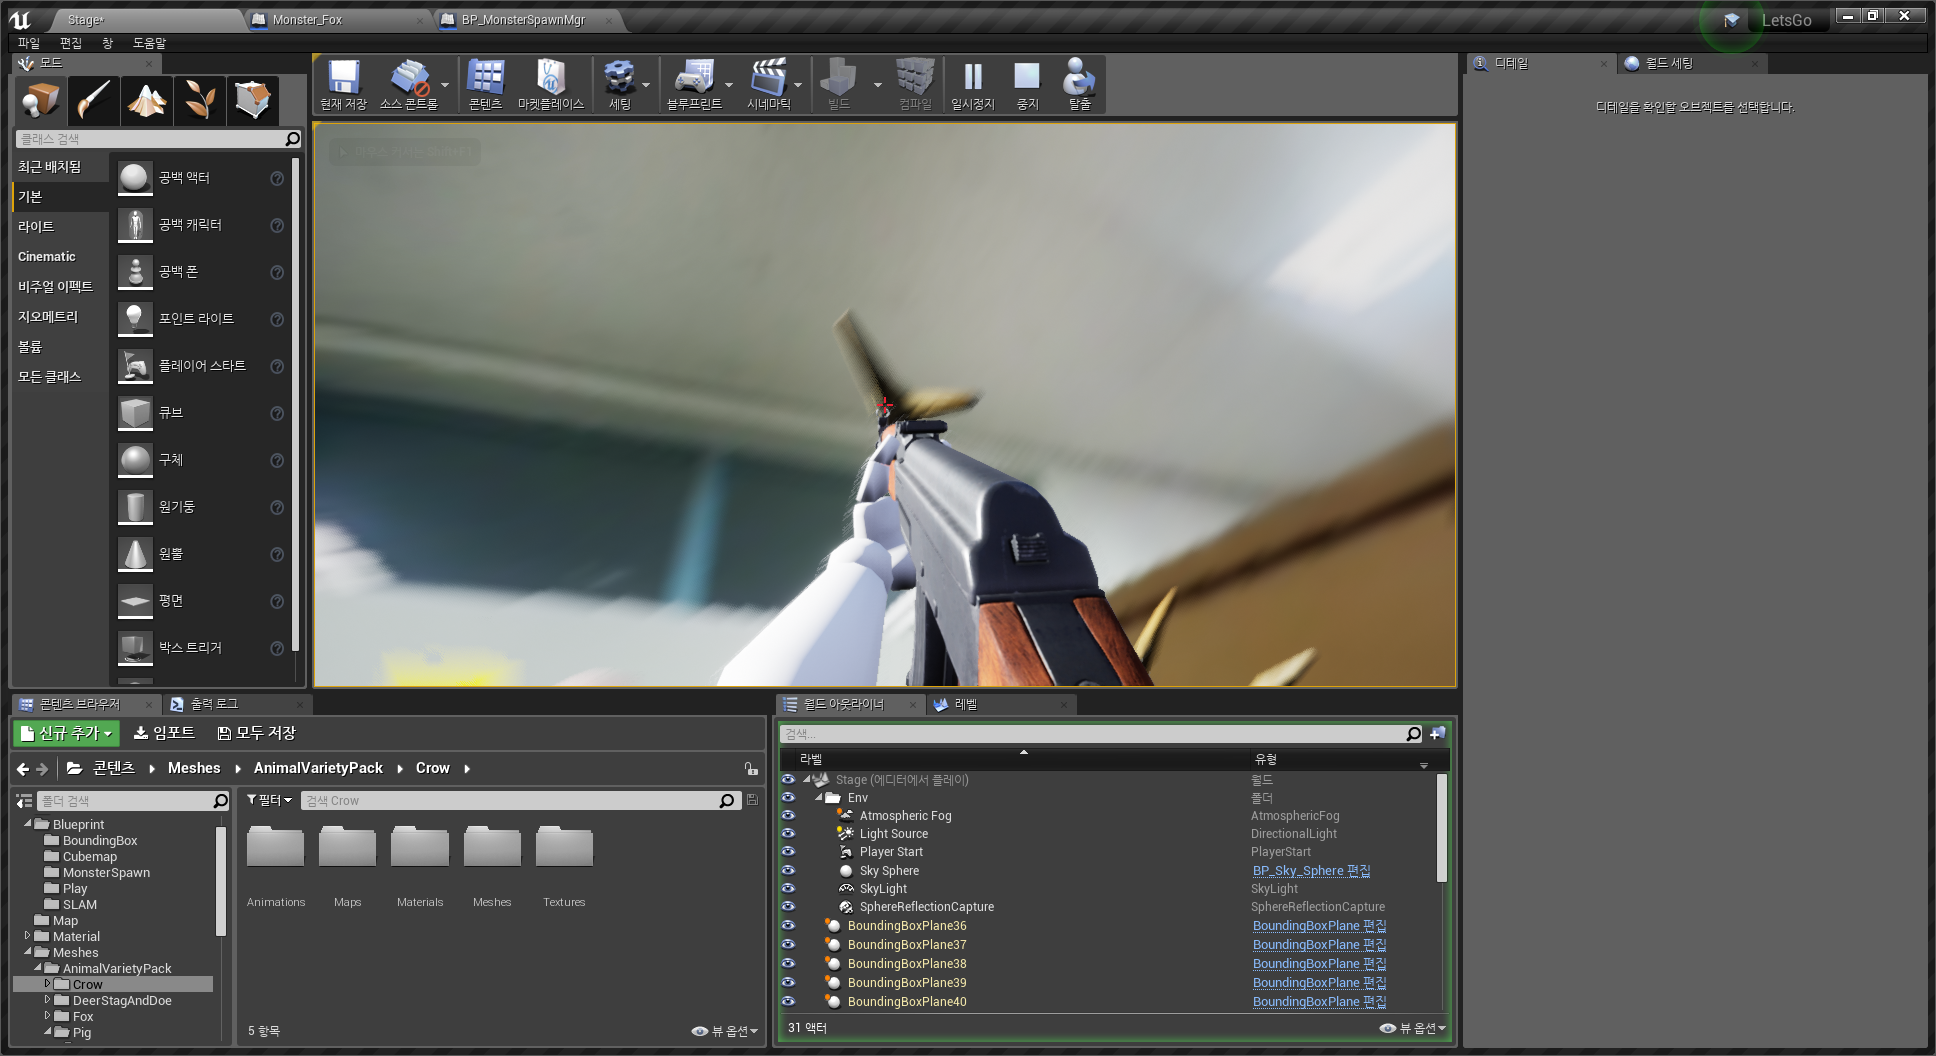 Stage*
Monster_Fox
BP_MonsterSpawnMgr
LetsGo
파일
편집
창
도움말
모드
현재 저장
소스 콘트롤
콘텐츠
마켓플레이스
세팅
블루프린트
시네마틱
빌드
컴파일
일시정지
중지
탈출
디테일
월드 세팅
디테일을 확인할 오브젝트를 선택합니다.
클래스 검색
최근 배치됨
기본
라이트
Cinematic
비주얼 이펙트
지오메트리
볼륨
모든 클래스
공백 액터
공백 캐릭터
공백 폰
포인트 라이트
플레이어 스타트
큐브
구체
원기둥
원뿔
평면
박스 트리거
콘텐츠 브라우저
출력 로그
신규 추가
임포트
모두 저장
콘텐츠
Meshes
AnimalVarietyPack
Crow
폴더 검색
Blueprint
BoundingBox
Cubemap
MonsterSpawn
Play
SLAM
Map
Material
Meshes
AnimalVarietyPack
Crow
DeerStagAndDoe
Fox
Pig
필터
검색 Crow
Animations
Maps
Materials
Meshes
Textures
5 항목
뷰 옵션
월드 아웃라이너
레벨
검색...
라벨
유형
Stage (에디터에서 플레이)
월드
Env
폴더
Atmospheric Fog
AtmosphericFog
Light Source
DirectionalLight
Player Start
PlayerStart
Sky Sphere
BP_Sky_Sphere 편집
SkyLight
SkyLight
SphereReflectionCapture
SphereReflectionCapture
BoundingBoxPlane36
BoundingBoxPlane 편집
BoundingBoxPlane37
BoundingBoxPlane 편집
BoundingBoxPlane38
BoundingBoxPlane 편집
BoundingBoxPlane39
BoundingBoxPlane 편집
BoundingBoxPlane40
BoundingBoxPlane 편집
31 액터
뷰 옵션